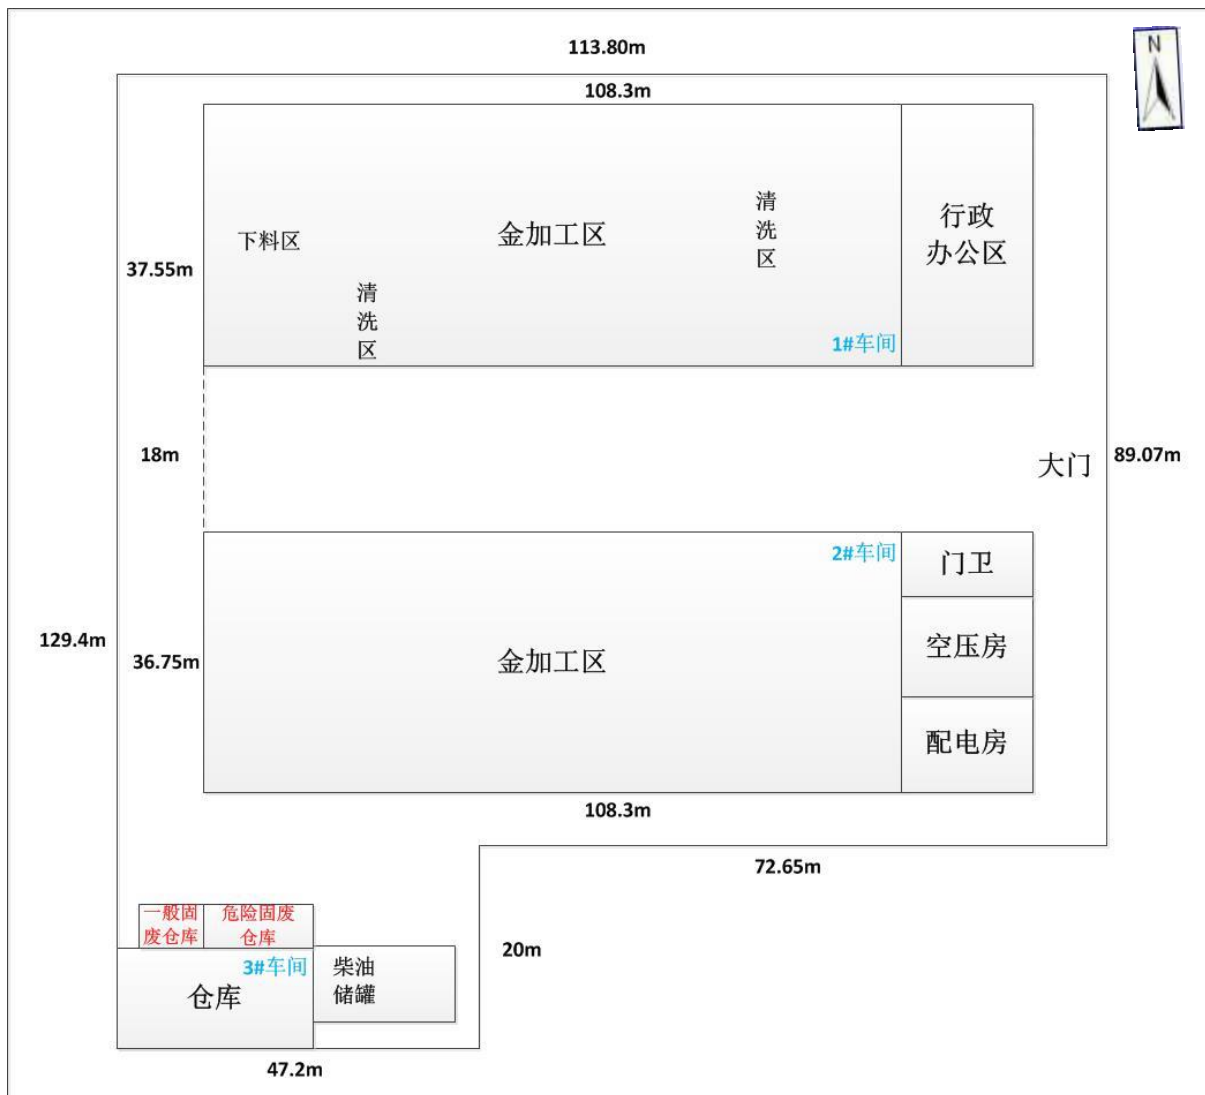 113.80m
N
108.3m
下料区
金加工区
清
洗
区
行政
办公区
37.55m
清
洗
区
1#车间
18m
大门
89.07m
2#车间
门卫
129.4m
36.75m
金加工区
空压房
配电房
108.3m
72.65m
一般固
废仓库
危险固废
仓库
20m
3#车间
仓库
柴油
储罐
47.2m